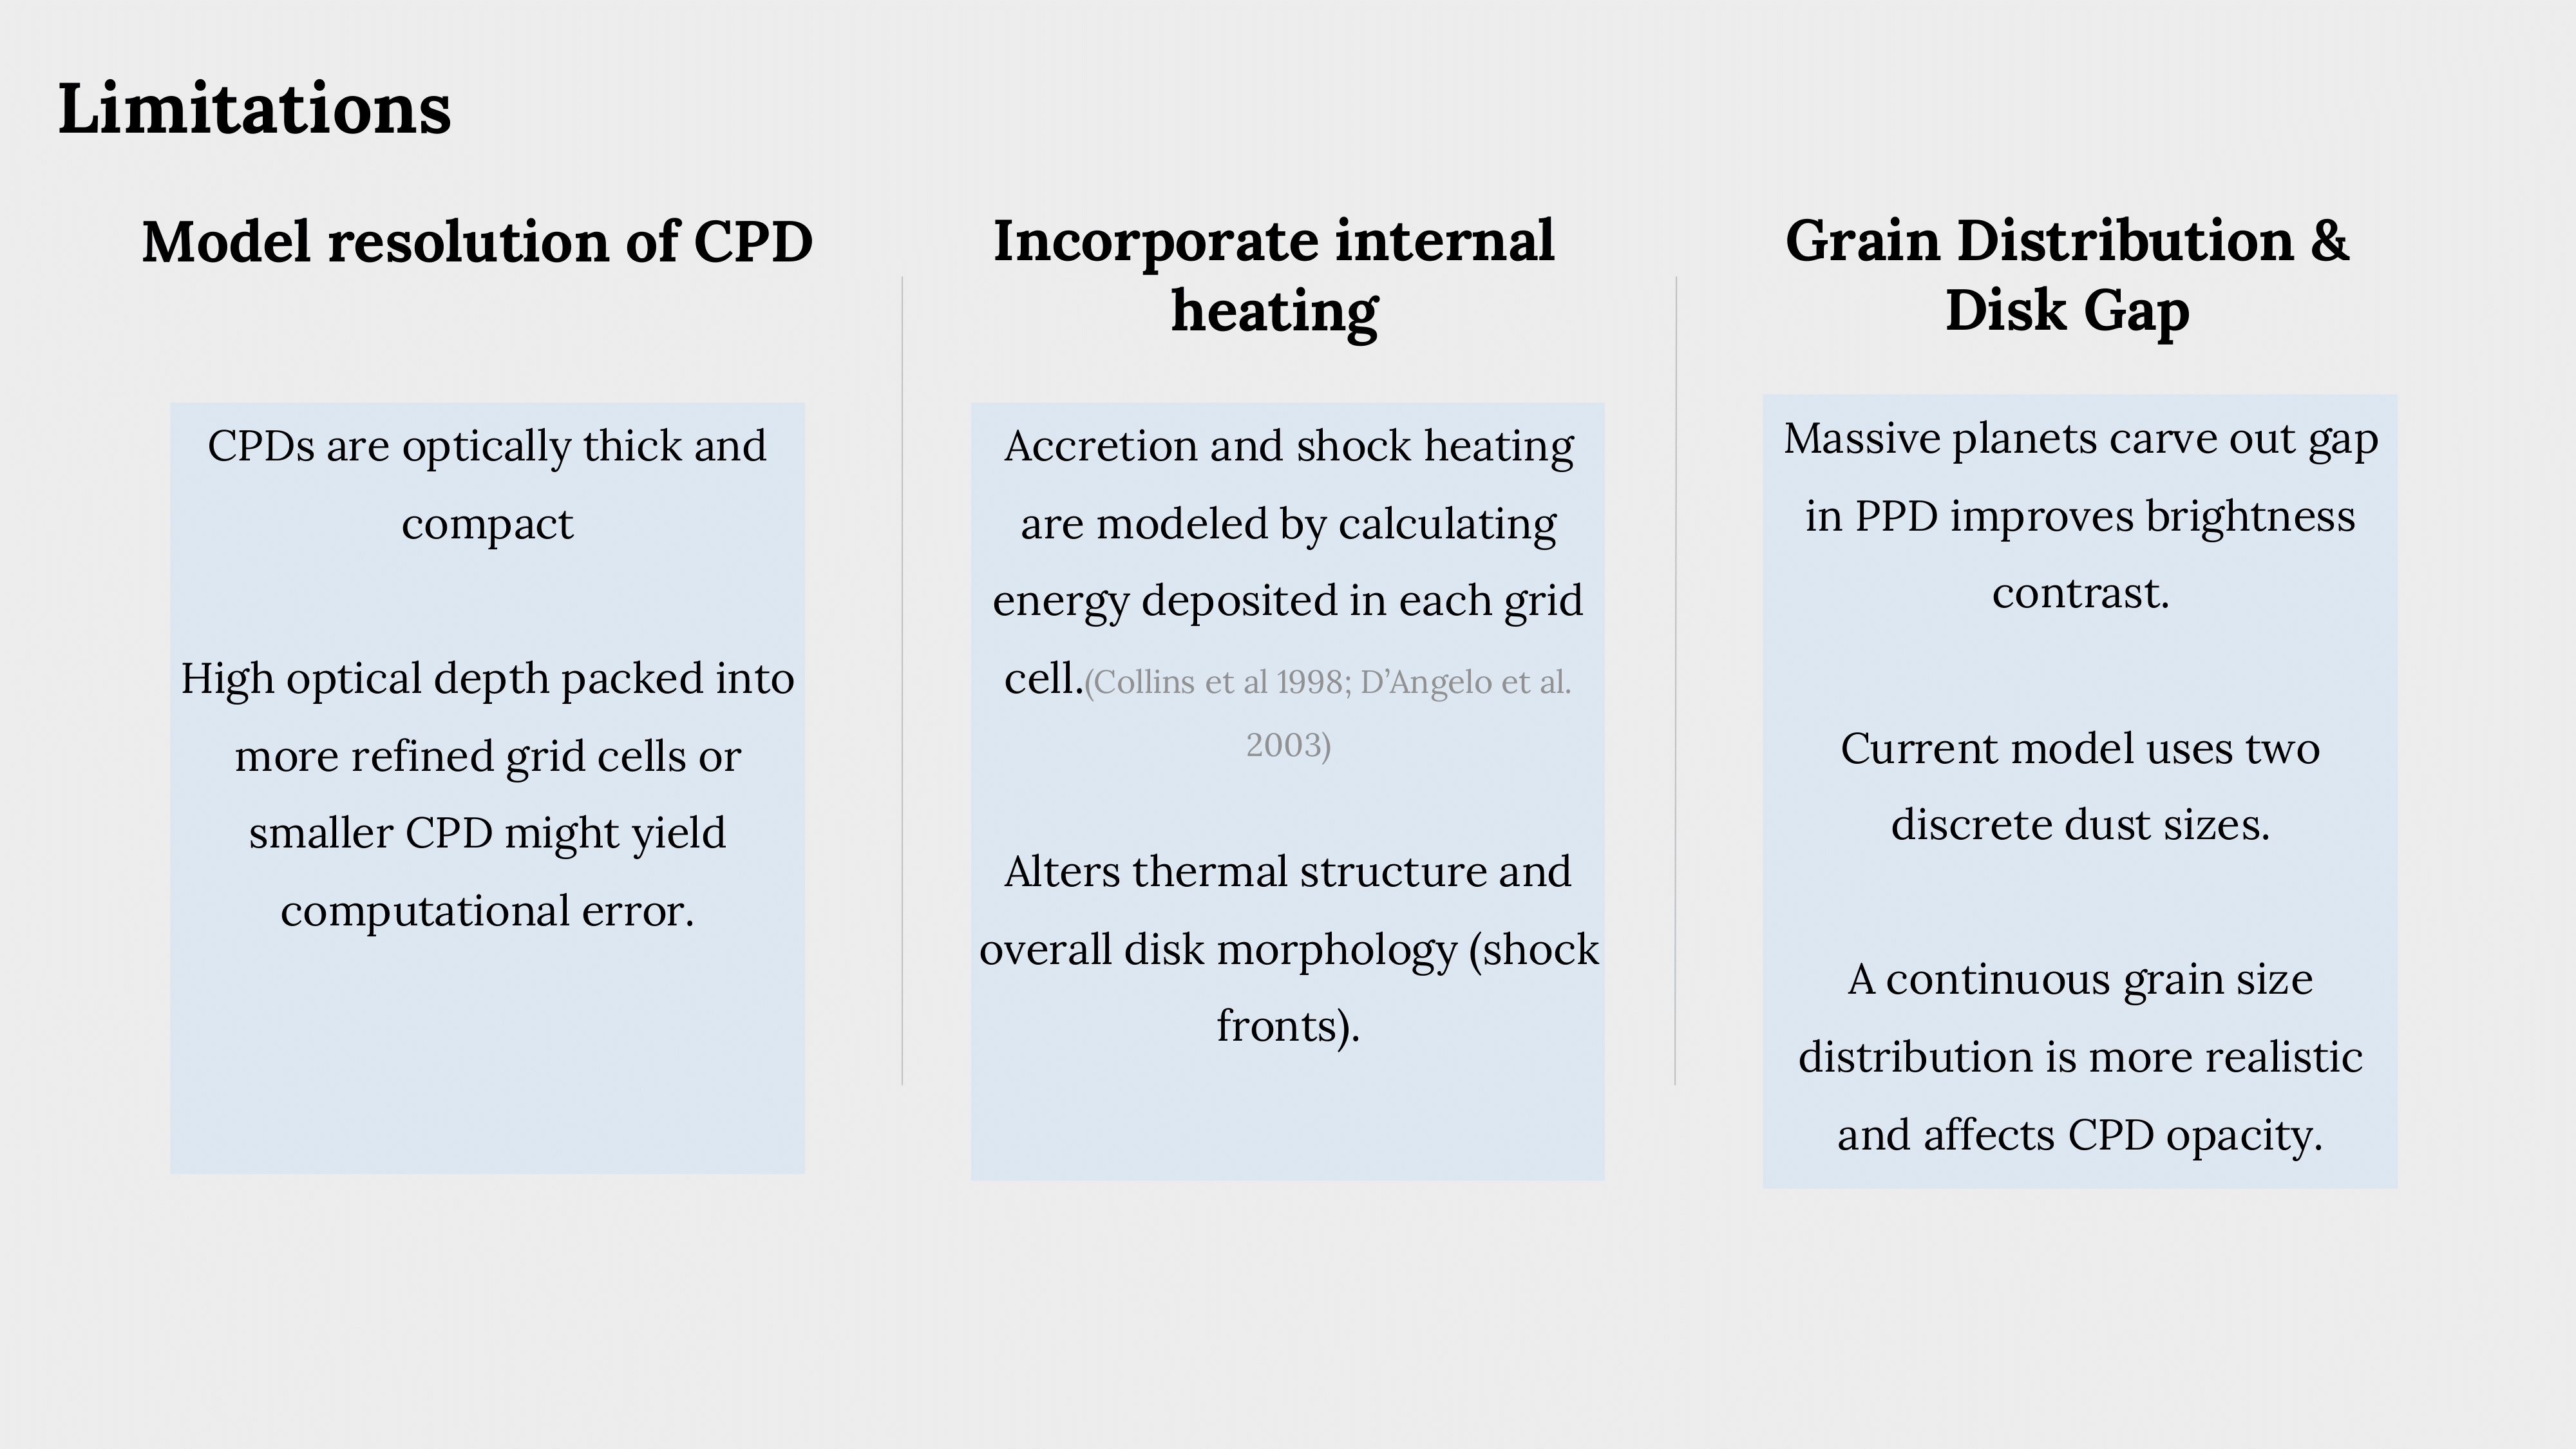 Limitations
Model resolution of CPD
CPDs are optically thick and
compact
High optical depth packed into
more refined grid cells or
smaller CPD might yield
computational error.
Incorporate internal
heating
Accretion and shock heating
are modeled by calculating
energy deposited in each grid
cell.(Collins et al 1998; D’Angelo et al.
2003)
Alters thermal structure and
overall disk morphology (shock
fronts).
Grain Distribution &
Disk Gap
Massive planets carve out gap
in PPD improves brightness
contrast.
Current model uses two
discrete dust sizes.
A continuous grain size
distribution is more realistic
and affects CPD opacity.